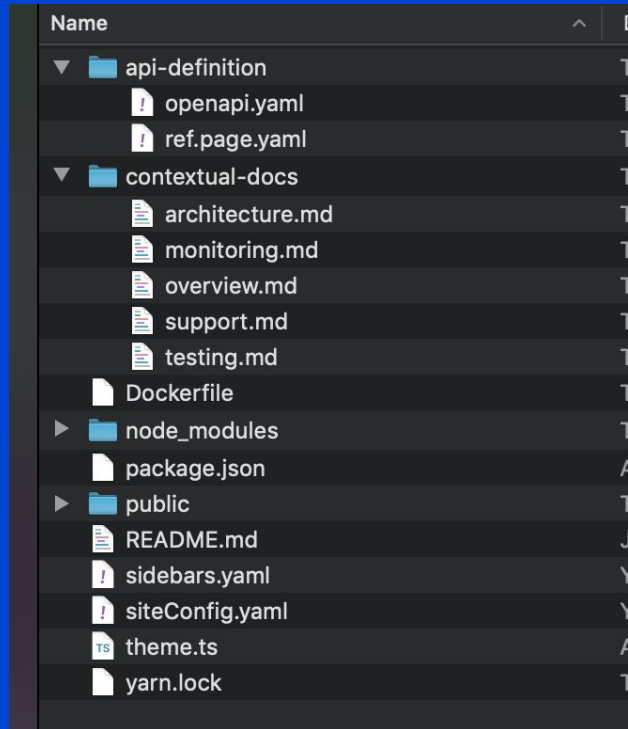 Name
api-definition
openapi.yaml
ref.page.yaml
contextual-docs
architecture.md
monitoring.md
overview.md
support.md
testing.md
Dockerfile
node_modules
package.json
public
README.md
sidebars.yaml
siteConfig.yaml
TS theme.ts
yarn.lock